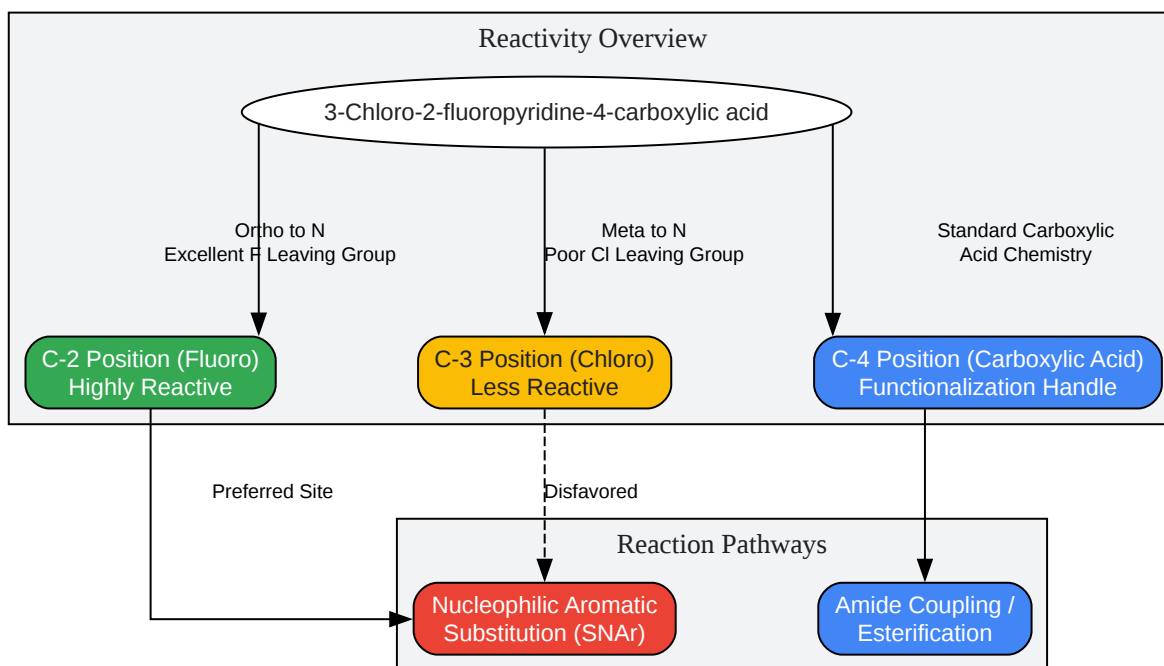 Reactivity Overview
3-Chloro-2-fluoropyridine-4-carboxylic acid
Ortho to N
Excellent F Leaving Group
Meta to N
Poor Cl Leaving Group
Standard Carboxylic
Acid Chemistry
C-2 Position (Fluoro)
Highly Reactive
C-3 Position (Chloro)
Less Reactive
C-4 Position (Carboxylic Acid)
Functionalization Handle
Preferred Site
Disfavored
Reaction Pathways
Nucleophilic Aromatic
Substitution (SNAr)
Amide Coupling /
Esterification